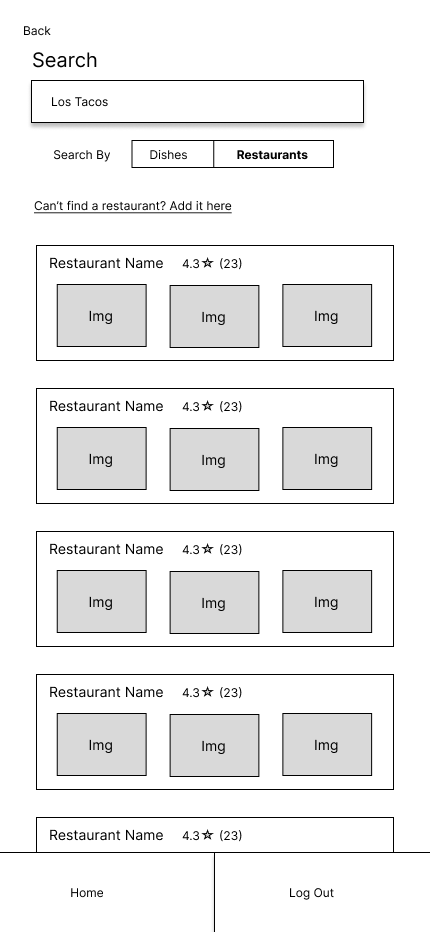 Back
Search
Los Tacos
Search By Dishes Restaurants
Can't find a restaurant? Add it here
Restaurant Name 4.3☆ (23)
Img Img Img
Restaurant Name 4.3☆ (23)
Img Img Img
Restaurant Name 4.3☆ (23)
Img Img Img
Restaurant Name 4.3☆ (23)
Img Img Img
Restaurant Name 4.3☆ (23)
Home Log Out